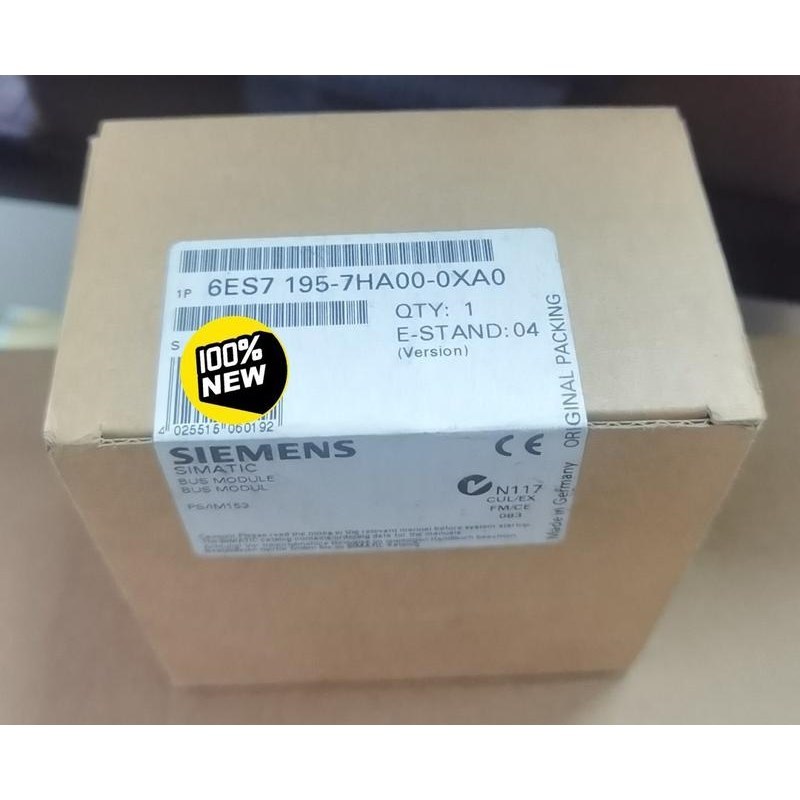 1P 6ES7 195-7HA00-0XA0
QTY: 1
S
E-STAND: 04
(Version)
100%
NEW
4 025515 060192
ORIGINAL PACKING
Made in Germany
SIEMENS
SIMATIC
BUS MODULE
BUS MODUL
PS/IM153
CE
N117
CUL/EX
FM/CE
083